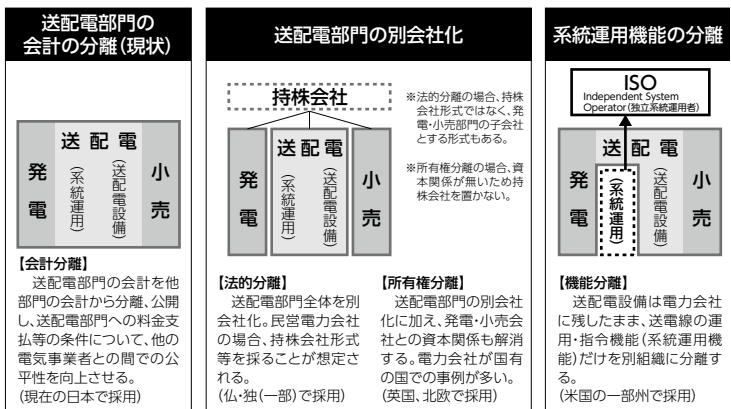 送配電部門の
会計の分離(現状)
送配電
発電
(系統運用)
(送配電設備)
小売
【会計分離】
送配電部門の会計を他
部門の会計から分離、公開
し、送配電部門への料金支
払等の条件について、他の
電気事業者との間での公
平性を向上させる。
(現在の日本で採用)
送配電部門の別会社化
持株会社
※法的分離の場合、持株
会社形式ではなく、発
電・小売部門の子会社
とする形式もある。
※所有権分離の場合、資
本関係が無いため持
株会社を置かない。
送配電
発電
(系統運用)
(送配電設備)
小売
【法的分離】
送配電部門全体を別
会社化。民営電力会社
の場合、持株会社形式
等を採ることが想定さ
れる。
(仏・独(一部)で採用)
【所有権分離】
送配電部門の別会社
化に加え、発電・小売会
社との資本関係も解消
する。電力会社が国有
の国での事例が多い。
(英国、北欧で採用)
系統運用機能の分離
ISO
Independent System
Operator(独立系統運用者)
送配電
発電
(系統運用)
(送配電設備)
小売
【機能分離】
送配電設備は電力会社
に残したまま、送電線の運
用・指令機能(系統運用機
能)だけを別組織に分離す
る。
(米国の一部州で採用)